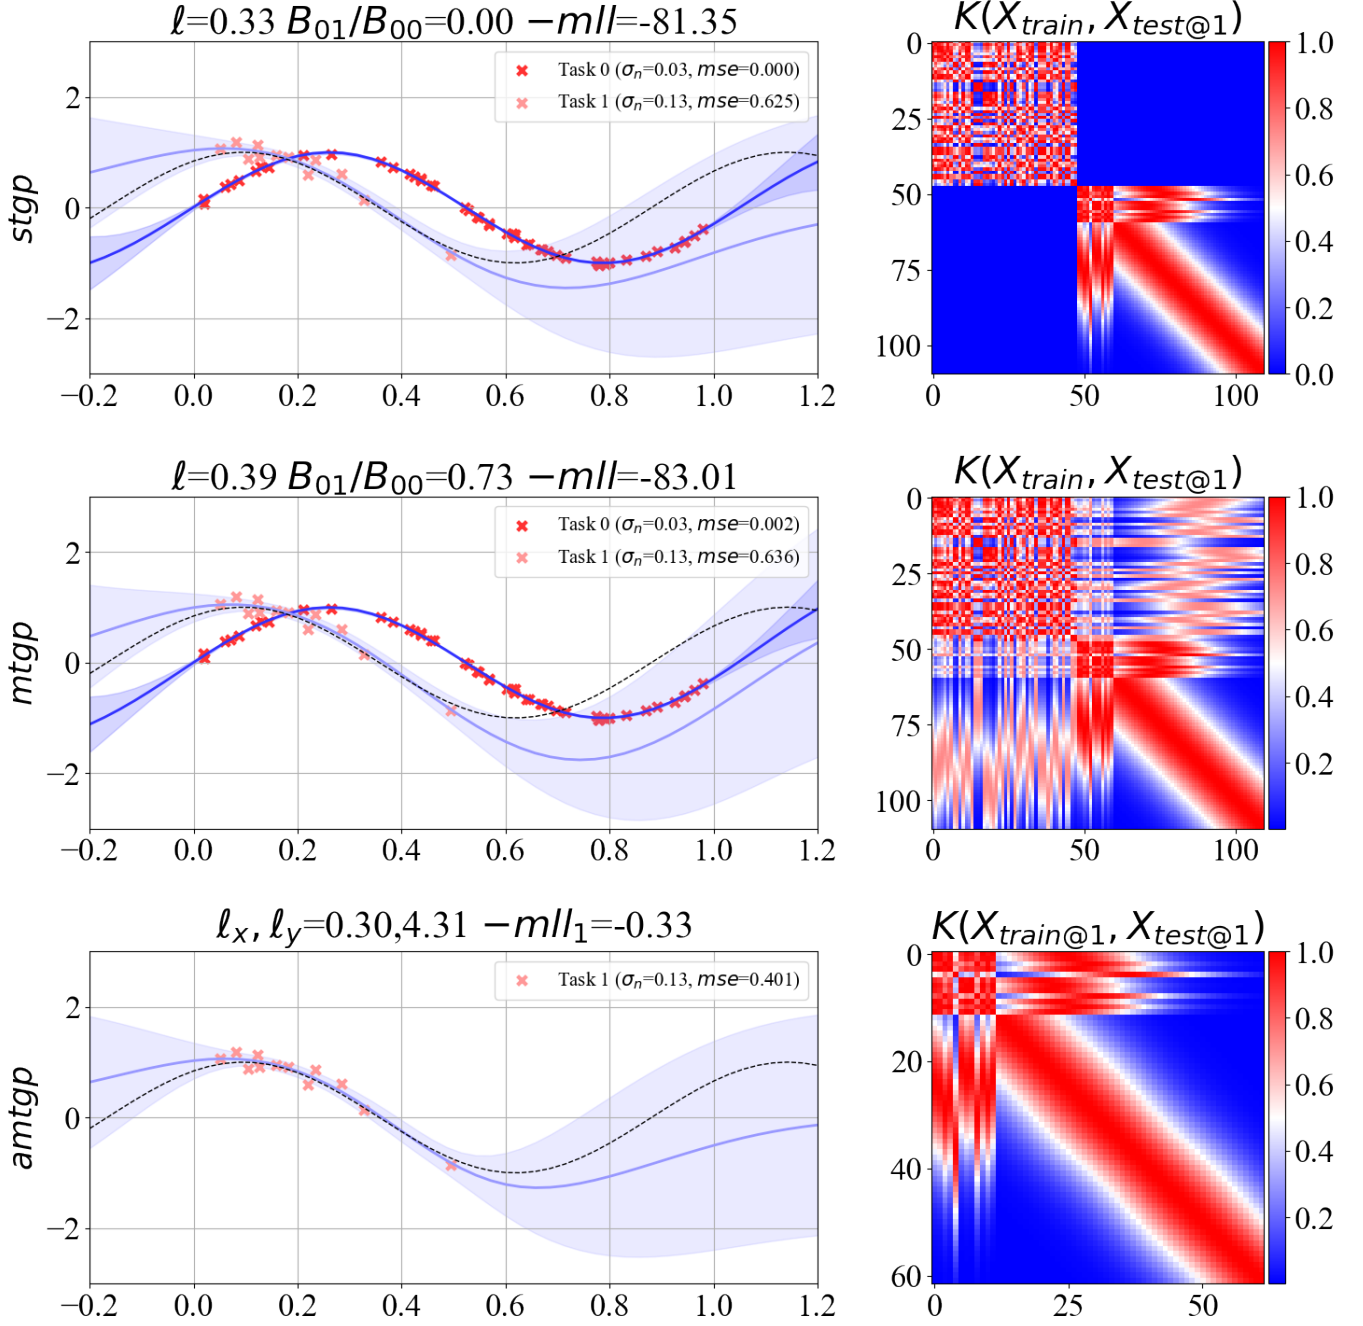 ℓ=0.33 B₀₁/B₀₀=0.00 −mll=-81.35
K(X_train, X_test@1)
stgp
2
0
−2
−0.2 0.0 0.2 0.4 0.6 0.8 1.0 1.2
Task 0 (σₙ=0.03, mse=0.000)
Task 1 (σₙ=0.13, mse=0.625)
0
25
50
75
100
0 50 100
1.0
0.8
0.6
0.4
0.2
0.0
ℓ=0.39 B₀₁/B₀₀=0.73 −mll=-83.01
K(X_train, X_test@1)
mtgp
2
0
−2
−0.2 0.0 0.2 0.4 0.6 0.8 1.0 1.2
Task 0 (σₙ=0.03, mse=0.002)
Task 1 (σₙ=0.13, mse=0.636)
0
25
50
75
100
0 50 100
1.0
0.8
0.6
0.4
0.2
ℓₓ, ℓ_y=0.30,4.31 −mll₁=-0.33
K(X_train@1, X_test@1)
amtgp
2
0
−2
−0.2 0.0 0.2 0.4 0.6 0.8 1.0 1.2
Task 1 (σₙ=0.13, mse=0.401)
0
20
40
60
0 25 50
1.0
0.8
0.6
0.4
0.2